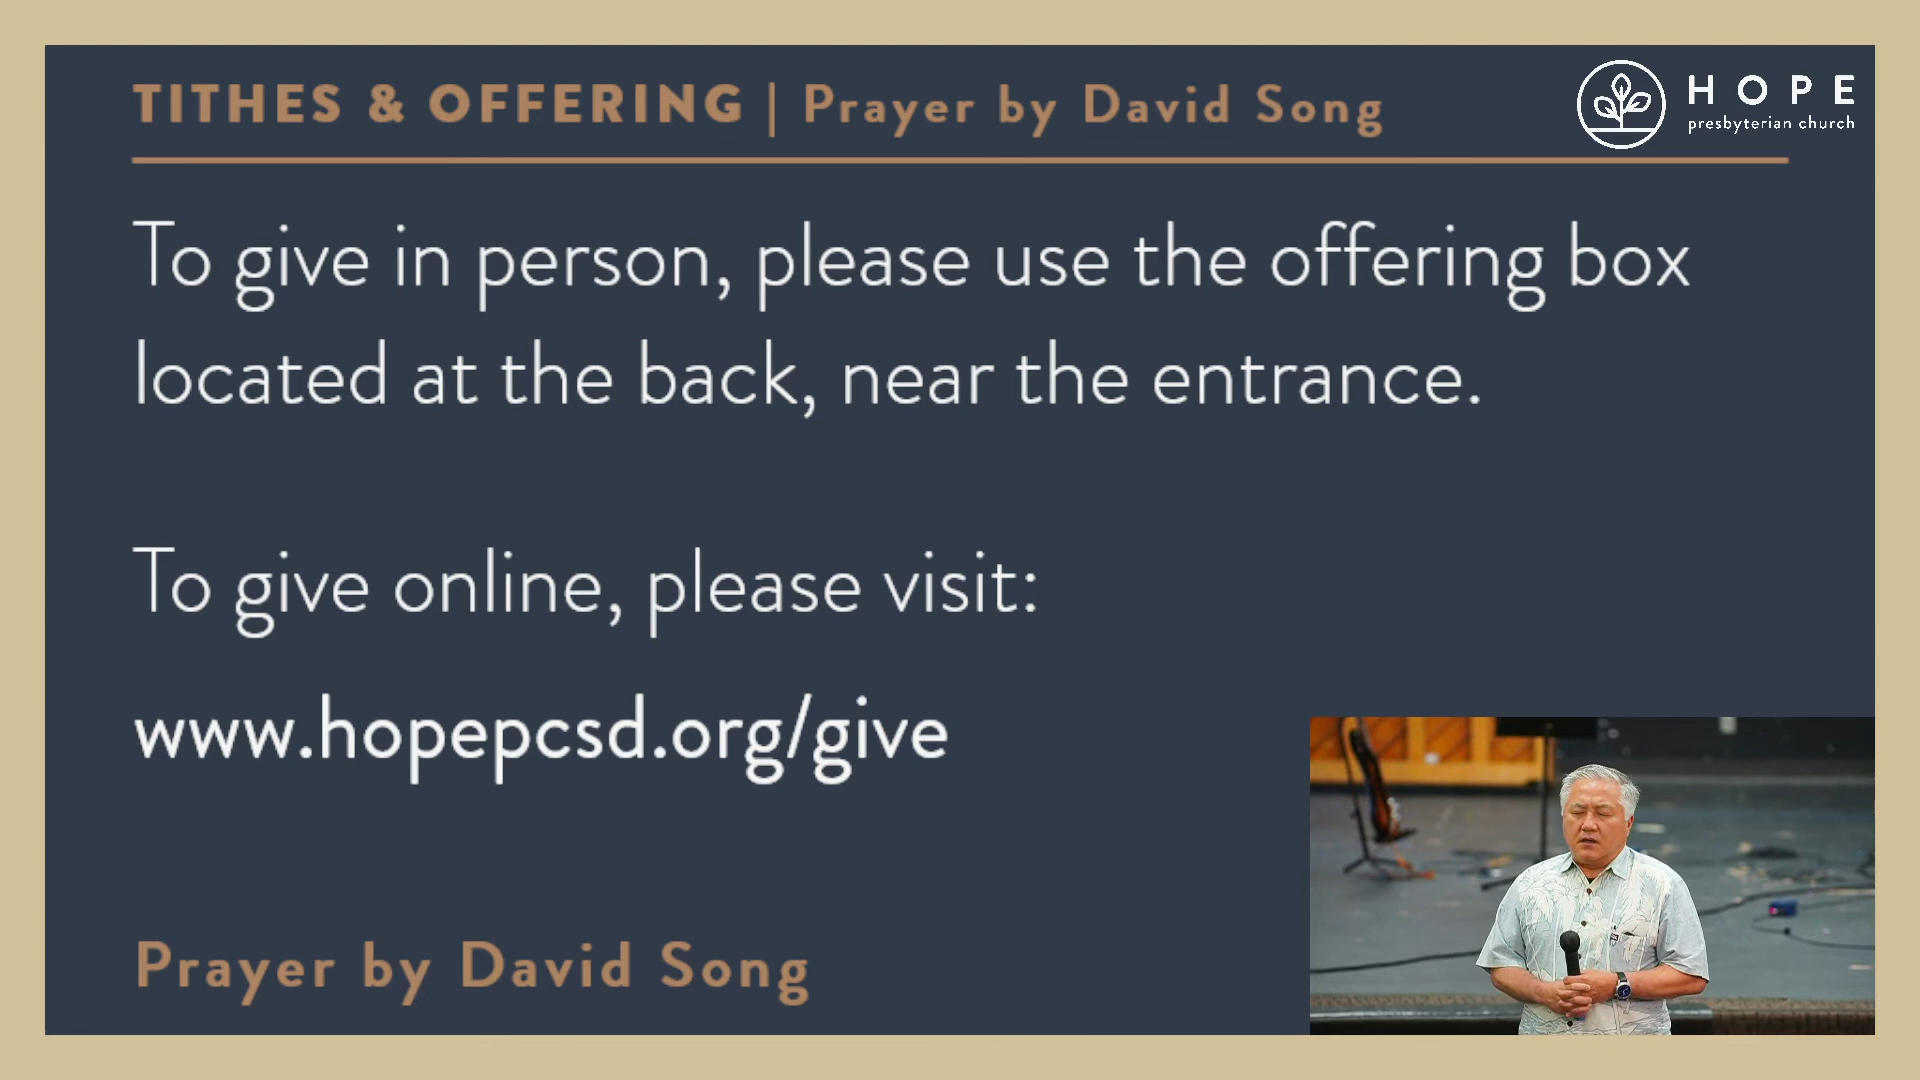 TITHES & OFFERING | Prayer by David Song
HOPE
presbyterian church
To give in person, please use the offering box
located at the back, near the entrance.
To give online, please visit:
www.hopepcsd.org/give
Prayer by David Song